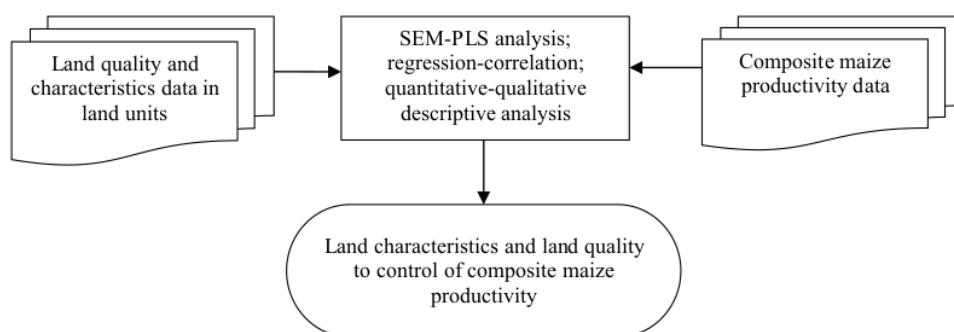 Land quality and
characteristics data in
land units
SEM-PLS analysis;
regression-correlation;
quantitative-qualitative
descriptive analysis
Composite maize
productivity data
Land characteristics and land quality
to control of composite maize
productivity